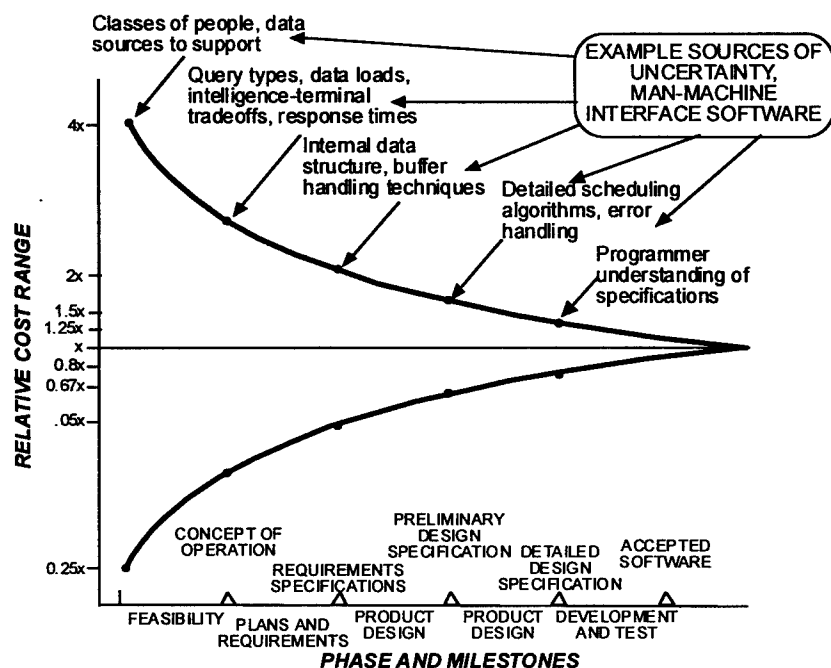 Classes of people, data
sources to support
EXAMPLE SOURCES OF
UNCERTAINTY,
MAN-MACHINE
INTERFACE SOFTWARE
Query types, data loads,
intelligence-terminal
tradeoffs, response times
Internal data
structure, buffer
handling techniques
Detailed scheduling
algorithms, error
handling
Programmer
understanding of
specifications
RELATIVE COST RANGE
4x
2x
1.5x
1.25x
x
0.8x
0.67x
.05x
0.25x
CONCEPT OF
OPERATION
REQUIREMENTS
SPECIFICATIONS
PRELIMINARY
DESIGN
SPECIFICATION
DETAILED
DESIGN
SPECIFICATION
ACCEPTED
SOFTWARE
FEASIBILITY
PLANS AND
REQUIREMENTS
PRODUCT
DESIGN
PRODUCT
DESIGN
DEVELOPMENT
AND TEST
PHASE AND MILESTONES